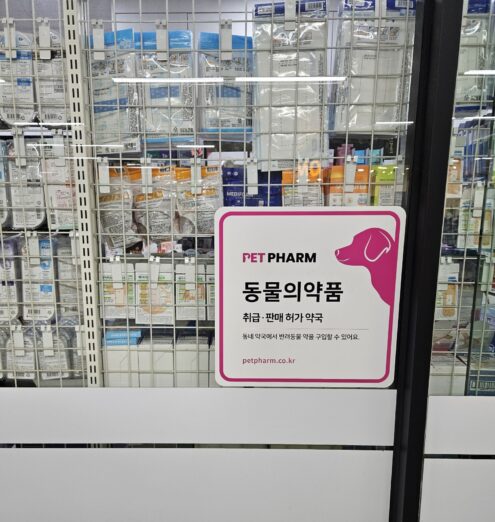 PET PHARM
동물의약품
취급·판매 허가 약국
동네 약국에서 반려동물 약을 구입할 수 있어요.
petpharm.co.kr